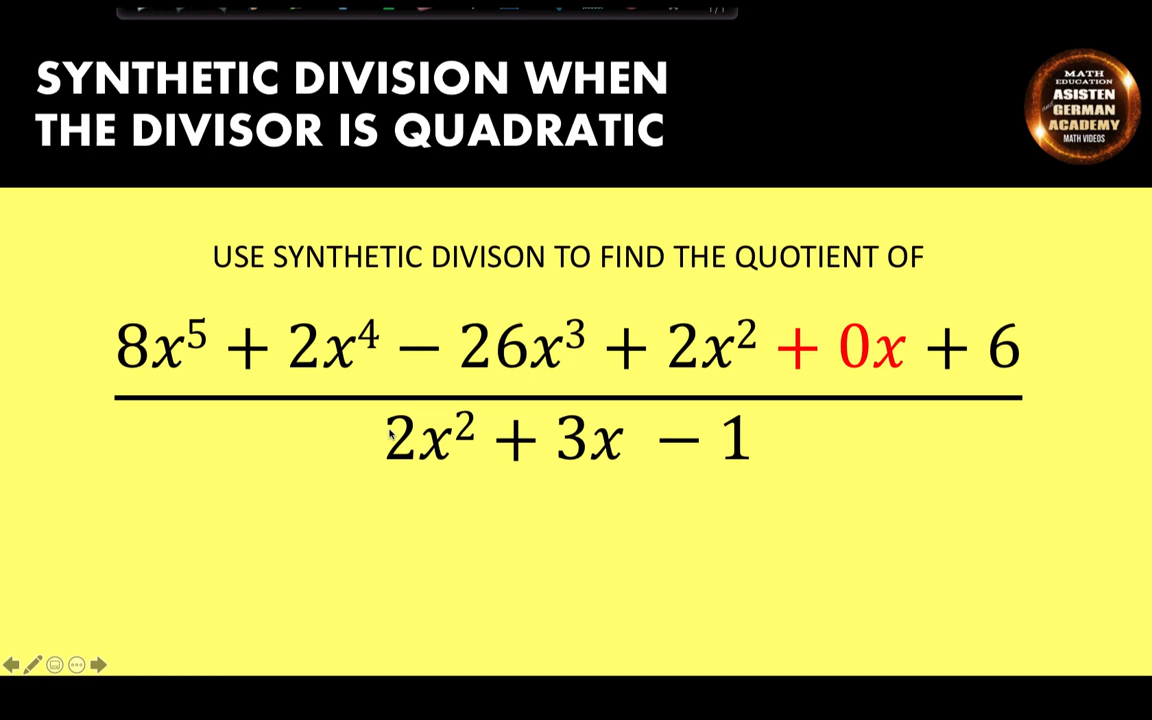 SYNTHETIC DIVISION WHEN
THE DIVISOR IS QUADRATIC
MATH
EDUCATION
ASISTEN
and GERMAN
ACADEMY
MATH VIDEOS
USE SYNTHETIC DIVISON TO FIND THE QUOTIENT OF
8x⁵ + 2x⁴ − 26x³ + 2x² + 0x + 6
2x² + 3x − 1